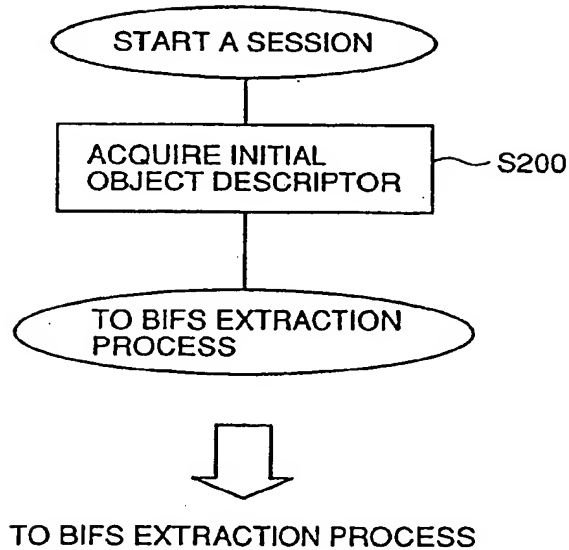 START A SESSION
ACQUIRE INITIAL
OBJECT DESCRIPTOR
S200
TO BIFS EXTRACTION
PROCESS
TO BIFS EXTRACTION PROCESS